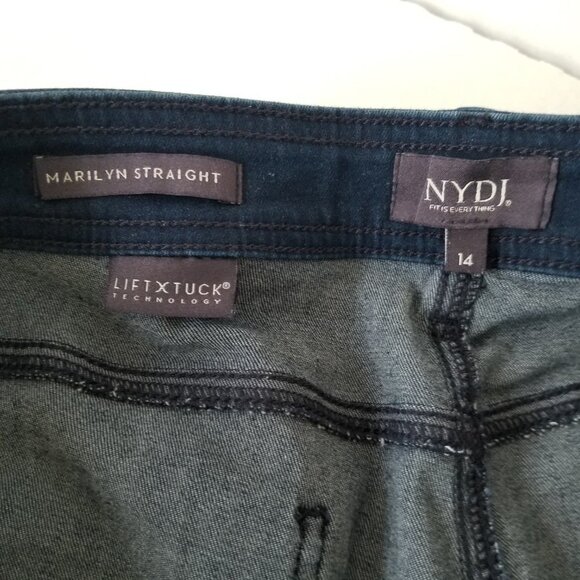 MARILYN STRAIGHT
NYDJ®
FIT IS EVERYTHING
14
LIFTXTUCK®
TECHNOLOGY